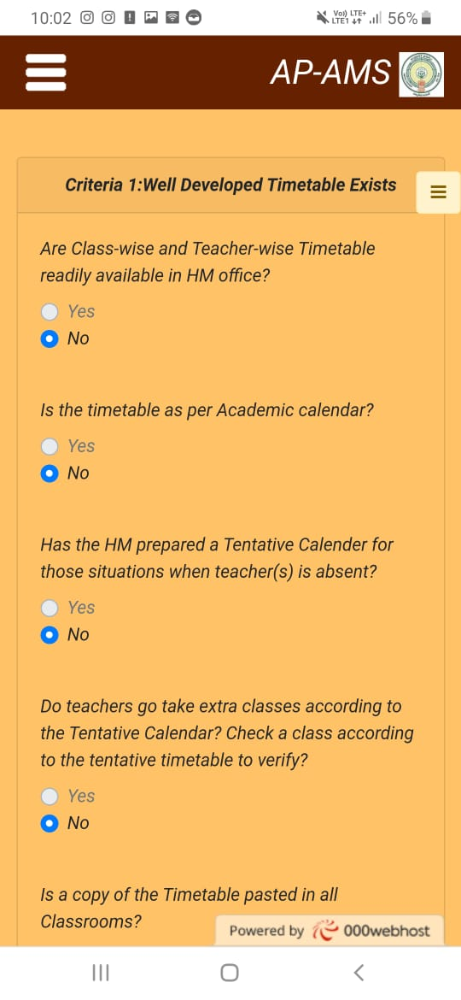 10:02
Vo)) LTE+
LTE1
56%
AP-AMS
Criteria 1:Well Developed Timetable Exists
Are Class-wise and Teacher-wise Timetable
readily available in HM office?
Yes
No
Is the timetable as per Academic calendar?
Yes
No
Has the HM prepared a Tentative Calender for
those situations when teacher(s) is absent?
Yes
No
Do teachers go take extra classes according to
the Tentative Calendar? Check a class according
to the tentative timetable to verify?
Yes
No
Is a copy of the Timetable pasted in all
Classrooms?
Powered by 000webhost